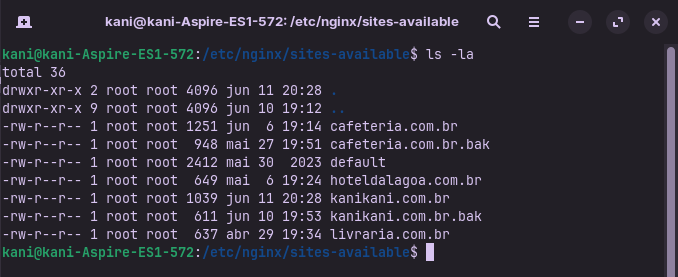 kani@kani-Aspire-ES1-572: /etc/nginx/sites-available
kani@kani-Aspire-ES1-572:/etc/nginx/sites-available$ ls -la
total 36
drwxr-xr-x 2 root root 4096 jun 11 20:28 .
drwxr-xr-x 9 root root 4096 jun 10 19:12 ..
-rw-r--r-- 1 root root 1251 jun  6 19:14 cafeteria.com.br
-rw-r--r-- 1 root root  948 mai 27 19:51 cafeteria.com.br.bak
-rw-r--r-- 1 root root 2412 mai 30  2023 default
-rw-r--r-- 1 root root  649 mai  6 19:24 hoteldalagoa.com.br
-rw-r--r-- 1 root root 1039 jun 11 20:28 kanikani.com.br
-rw-r--r-- 1 root root  611 jun 10 19:53 kanikani.com.br.bak
-rw-r--r-- 1 root root  637 abr 29 19:34 livraria.com.br
kani@kani-Aspire-ES1-572:/etc/nginx/sites-available$